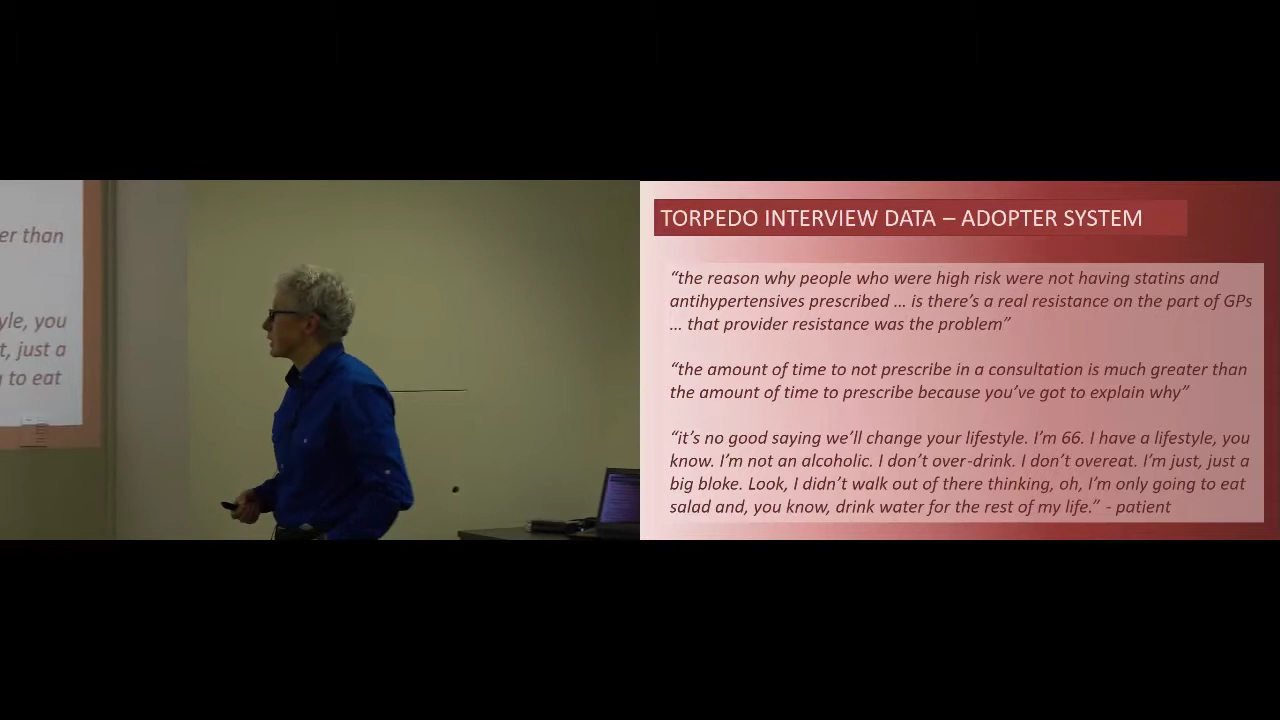 er than
yle, you
t, just a
to eat
TORPEDO INTERVIEW DATA – ADOPTER SYSTEM
“the reason why people who were high risk were not having statins and
antihypertensives prescribed … is there’s a real resistance on the part of GPs
… that provider resistance was the problem”
“the amount of time to not prescribe in a consultation is much greater than
the amount of time to prescribe because you’ve got to explain why”
“it’s no good saying we’ll change your lifestyle. I’m 66. I have a lifestyle, you
know. I’m not an alcoholic. I don’t over-drink. I don’t overeat. I’m just, just a
big bloke. Look, I didn’t walk out of there thinking, oh, I’m only going to eat
salad and, you know, drink water for the rest of my life.” - patient